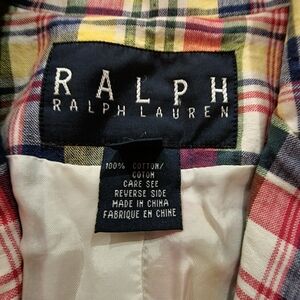 RALPH
RALPH LAUREN
100% COTTON/
COTON
CARE SEE
REVERSE SIDE
MADE IN CHINA
FABRIQUE EN CHINE